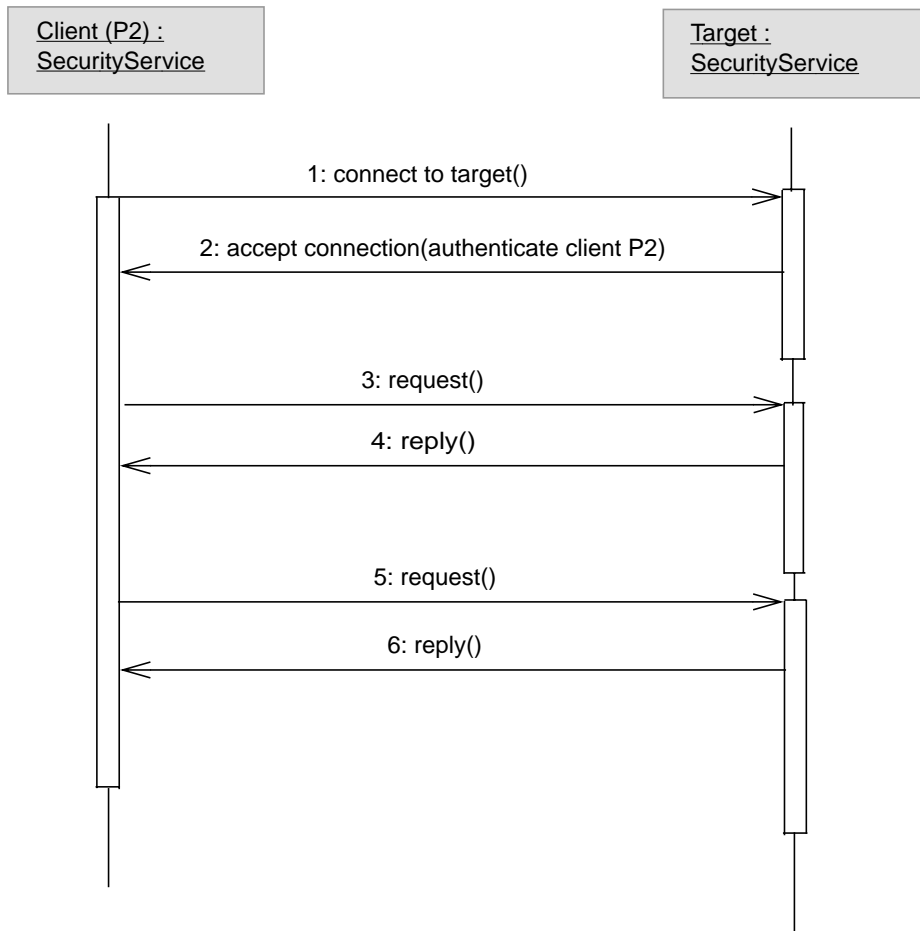 Client (P2) :
SecurityService
Target :
SecurityService
1: connect to target()
2: accept connection(authenticate client P2)
3: request()
4: reply()
5: request()
6: reply()